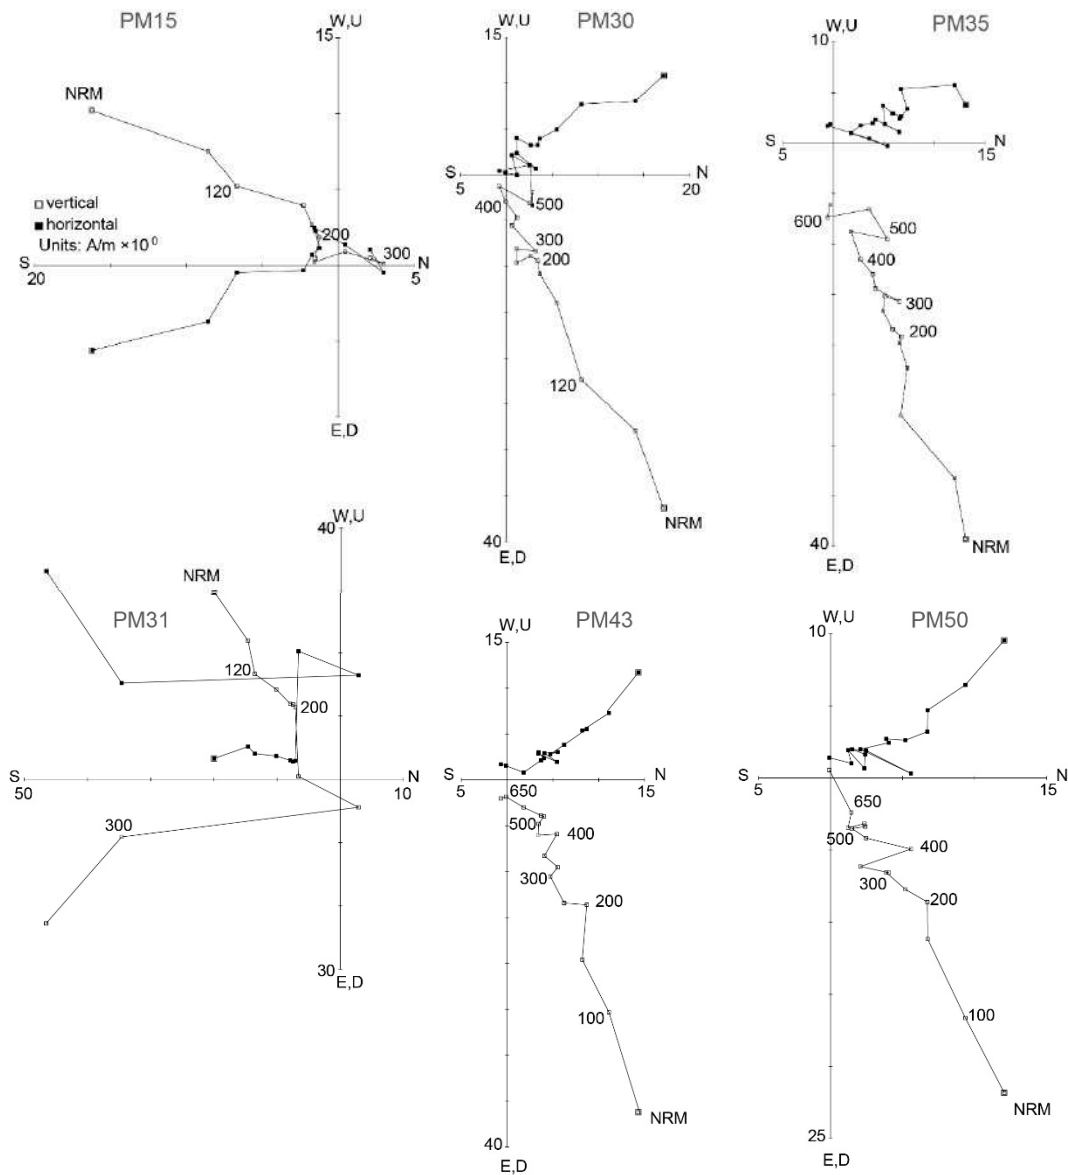 PM15
W,U
15
NRM
120
□ vertical
■ horizontal
Units: A/m ×10⁰
200
300
S
N
20
5
E,D
PM30
W,U
15
S
N
5
20
400
500
300
200
120
NRM
40
E,D
PM35
W,U
10
S
N
5
15
600
500
400
300
200
NRM
40
E,D
PM31
W,U
40
NRM
120
200
S
N
50
10
300
30
E,D
PM43
W,U
15
S
N
5
15
650
500
400
300
200
100
NRM
40
E,D
PM50
W,U
10
S
N
5
15
650
500
400
300
200
100
NRM
25
E,D